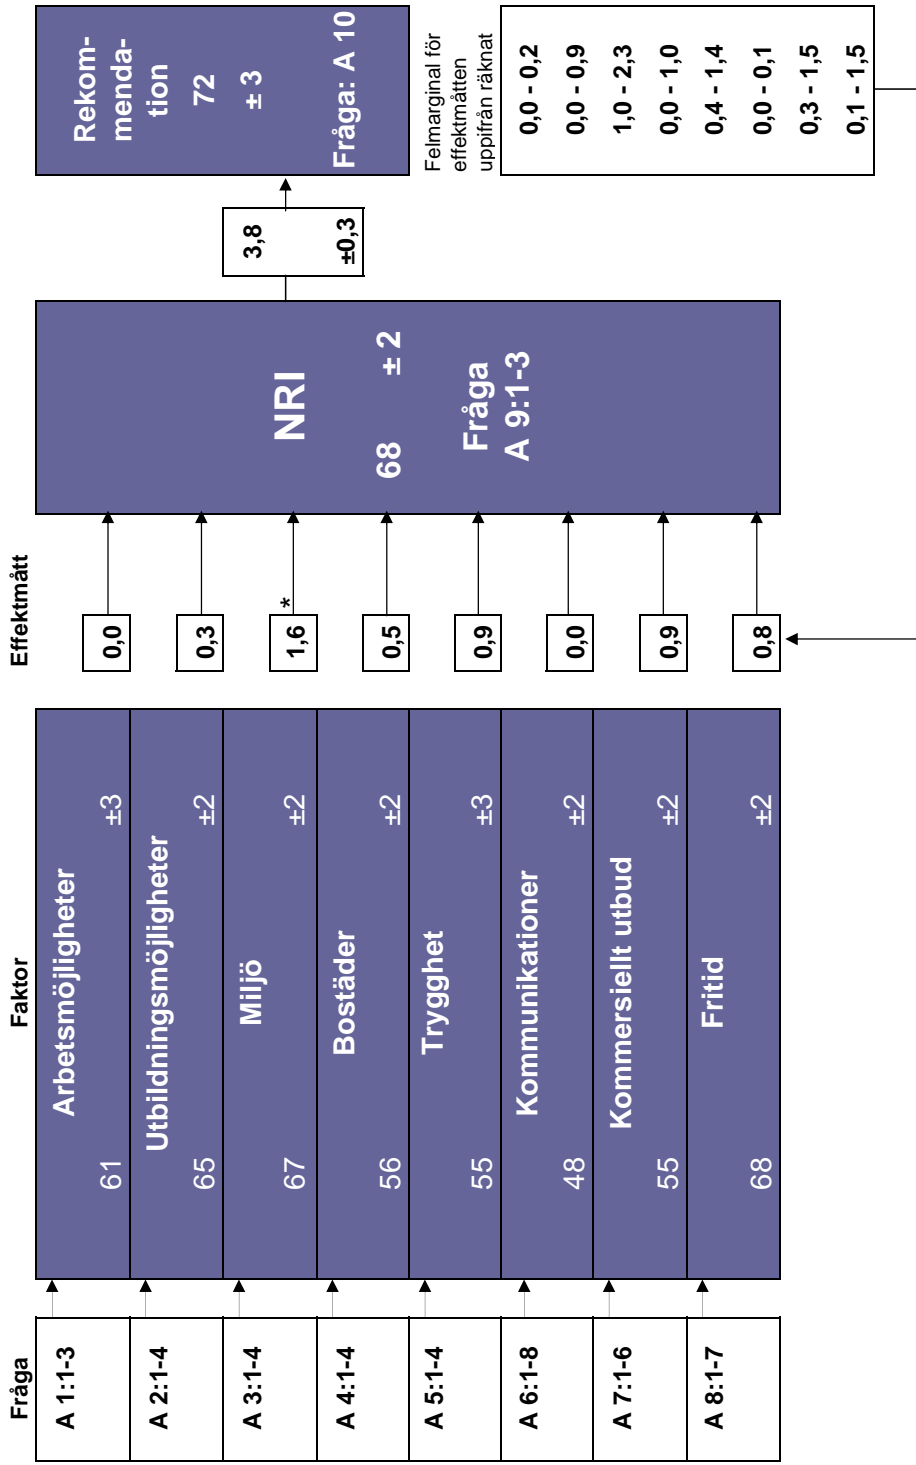 Fråga
Faktor
Effektmått
A 1:1-3
Arbetsmöjligheter
61 ±3
0,0
A 2:1-4
Utbildningsmöjligheter
65 ±2
0,3
A 3:1-4
Miljö
67 ±2
1,6 *
A 4:1-4
Bostäder
56 ±2
0,5
A 5:1-4
Trygghet
55 ±3
0,9
A 6:1-8
Kommunikationer
48 ±2
0,0
A 7:1-6
Kommersiellt utbud
55 ±2
0,9
A 8:1-7
Fritid
68 ±2
0,8
NRI
68 ± 2
Fråga
A 9:1-3
3,8
±0,3
Rekom-
menda-
tion
72
± 3
Fråga: A 10
Felmarginal för
effektmåtten
uppifrån räknat
0,0 - 0,2
0,0 - 0,9
1,0 - 2,3
0,0 - 1,0
0,4 - 1,4
0,0 - 0,1
0,3 - 1,5
0,1 - 1,5